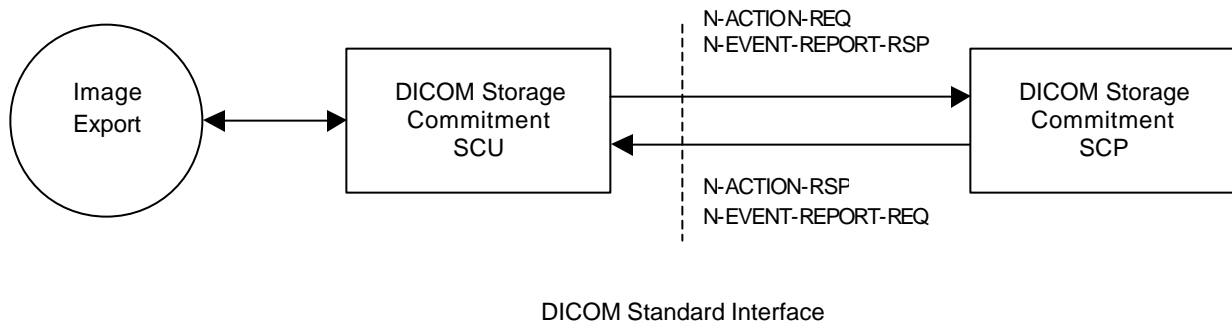 N-ACTION-REQ
N-EVENT-REPORT-RSP
Image
Export
DICOM Storage
Commitment
SCU
DICOM Storage
Commitment
SCP
N-ACTION-RSP
N-EVENT-REPORT-REQ
DICOM Standard Interface